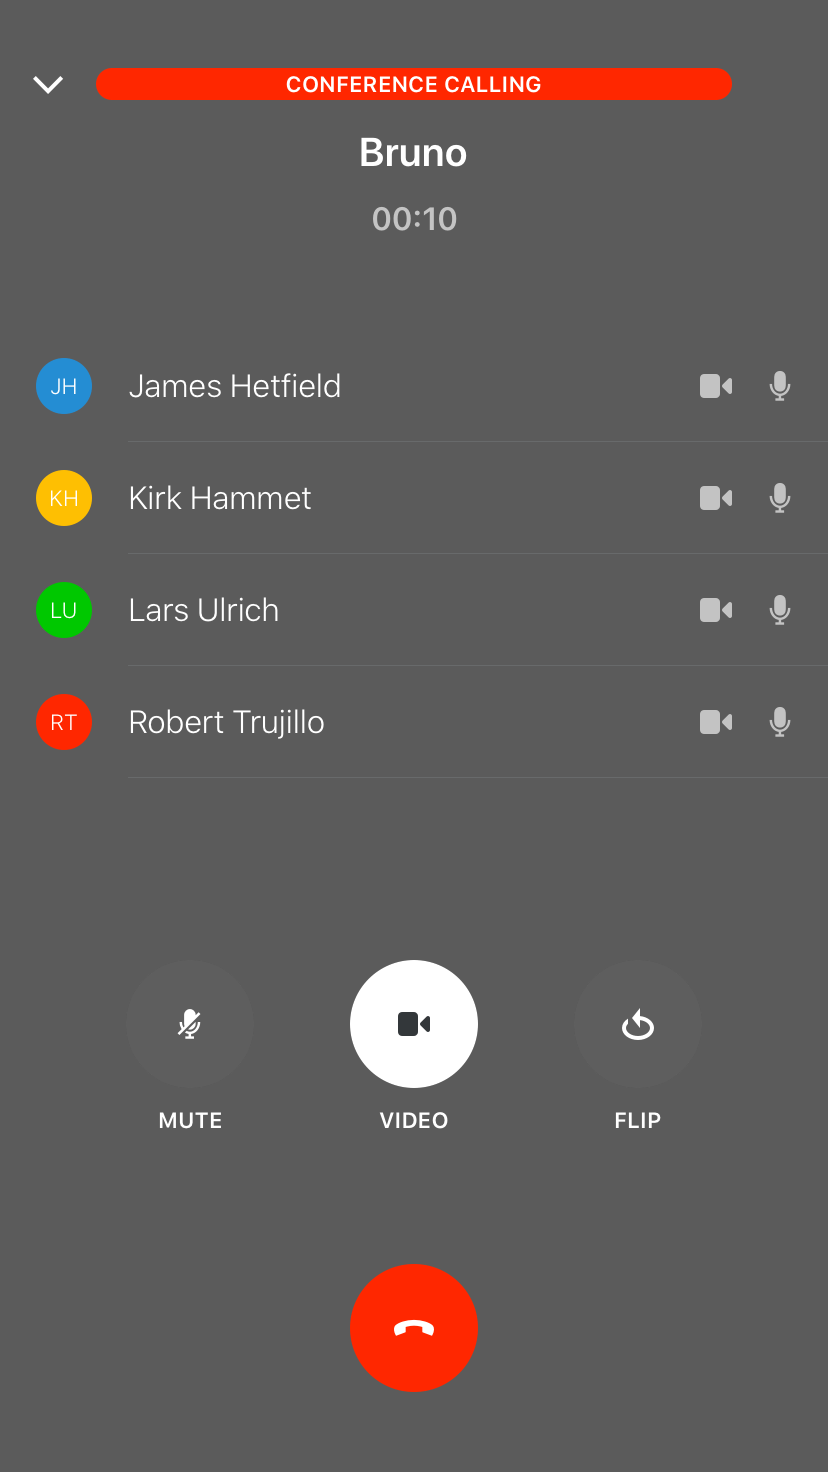 CONFERENCE CALLING
Bruno
00:10
JH James Hetfield
KH Kirk Hammet
LU Lars Ulrich
RT Robert Trujillo
MUTE VIDEO FLIP